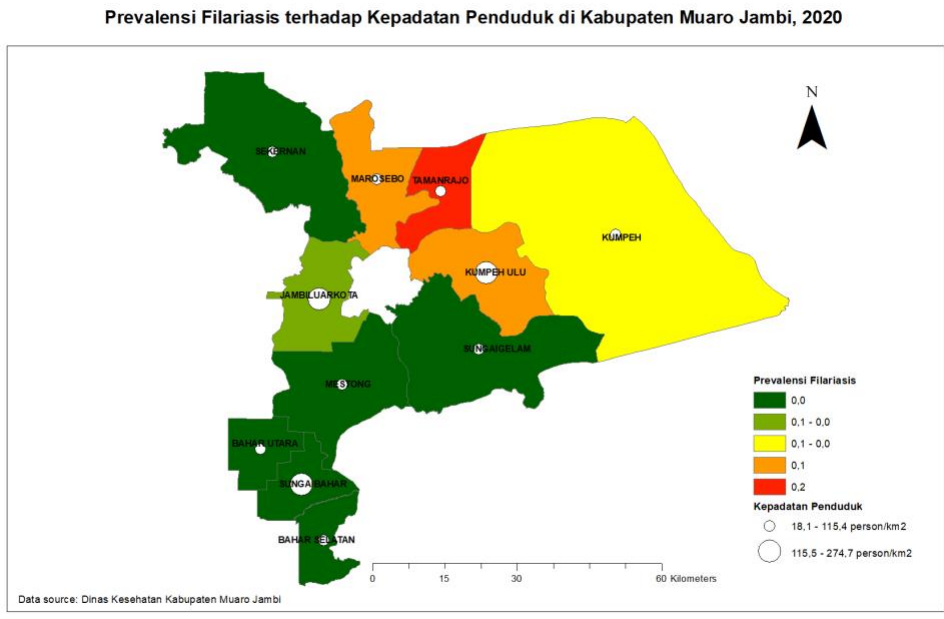 Prevalensi Filariasis terhadap Kepadatan Penduduk di Kabupaten Muaro Jambi, 2020
N
SEKERNAN
MAROSEBO
TAMANRAJO
KUMPEH
KUMPEH ULU
JAMBILUARKOTA
SUNGAIGELAM
MESTONG
BAHAR UTARA
SUNGAIBAHAR
BAHAR SELATAN
Prevalensi Filariasis
0,0
0,1 - 0,0
0,1 - 0,0
0,1
0,2
Kepadatan Penduduk
18,1 - 115,4 person/km2
115,5 - 274,7 person/km2
0 15 30 60 Kilometers
Data source: Dinas Kesehatan Kabupaten Muaro Jambi